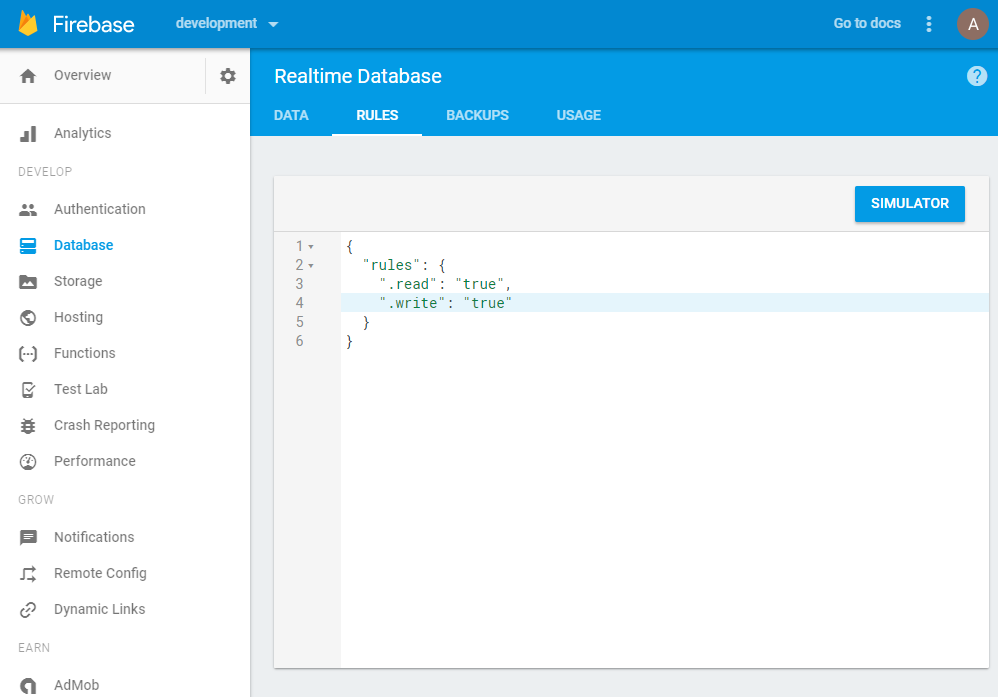 Firebase
development
Go to docs
A
Overview
Realtime Database
?
DATA RULES BACKUPS USAGE
Analytics
DEVELOP
Authentication
Database
Storage
Hosting
Functions
Test Lab
Crash Reporting
Performance
GROW
Notifications
Remote Config
Dynamic Links
EARN
AdMob
SIMULATOR
1 {
2 "rules": {
3 ".read": "true",
4 ".write": "true"
5 }
6 }